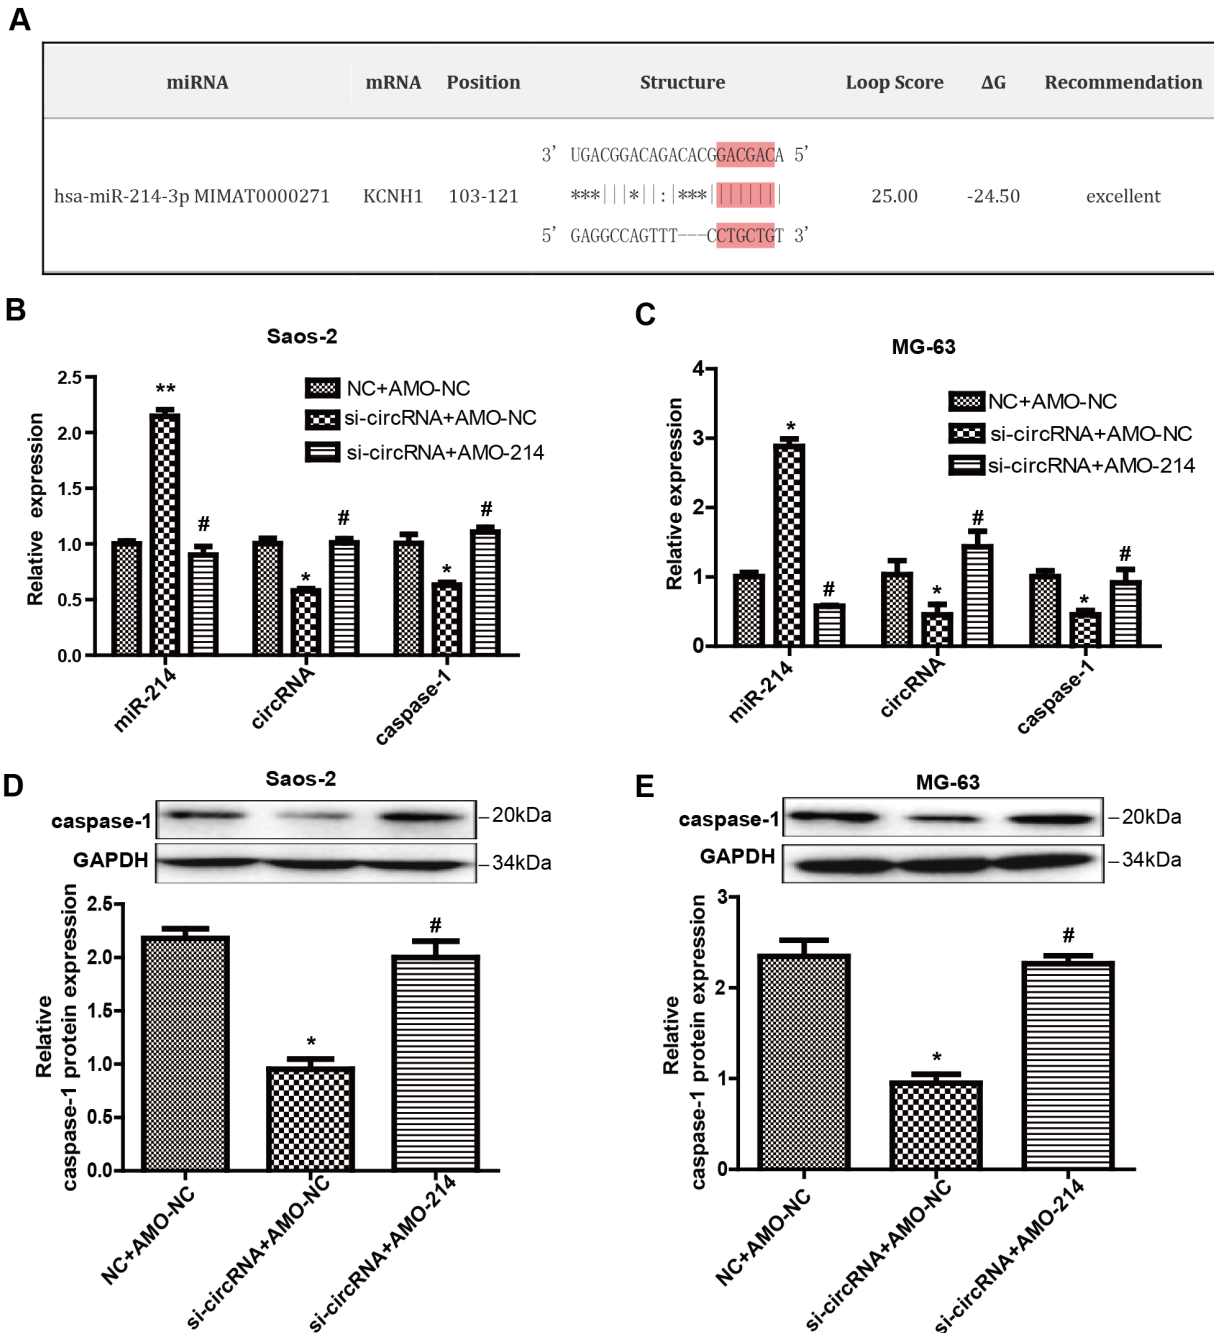 A
miRNA mRNA Position Structure Loop Score ΔG Recommendation
3' UGACGGACAGACACGGACGACA 5'
hsa-miR-214-3p MIMAT0000271 KCNH1 103-121 ***|||*||:|***||||||| 25.00 -24.50 excellent
5' GAGGCCAGTTT---CCTGCTGT 3'
B
Saos-2
Relative expression
2.5
2.0
1.5
1.0
0.5
0.0
NC+AMO-NC
si-circRNA+AMO-NC
si-circRNA+AMO-214
**
#
*
#
*
#
miR-214
circRNA
caspase-1
C
MG-63
Relative expression
4
3
2
1
0
NC+AMO-NC
si-circRNA+AMO-NC
si-circRNA+AMO-214
*
#
*
#
*
#
miR-214
circRNA
caspase-1
D
Saos-2
caspase-1 20kDa
GAPDH 34kDa
Relative
caspase-1 protein expression
2.5
2.0
1.5
1.0
0.5
0.0
*
#
NC+AMO-NC
si-circRNA+AMO-NC
si-circRNA+AMO-214
E
MG-63
caspase-1 20kDa
GAPDH 34kDa
Relative
caspase-1 protein expression
3
2
1
0
*
#
NC+AMO-NC
si-circRNA+AMO-NC
si-circRNA+AMO-214